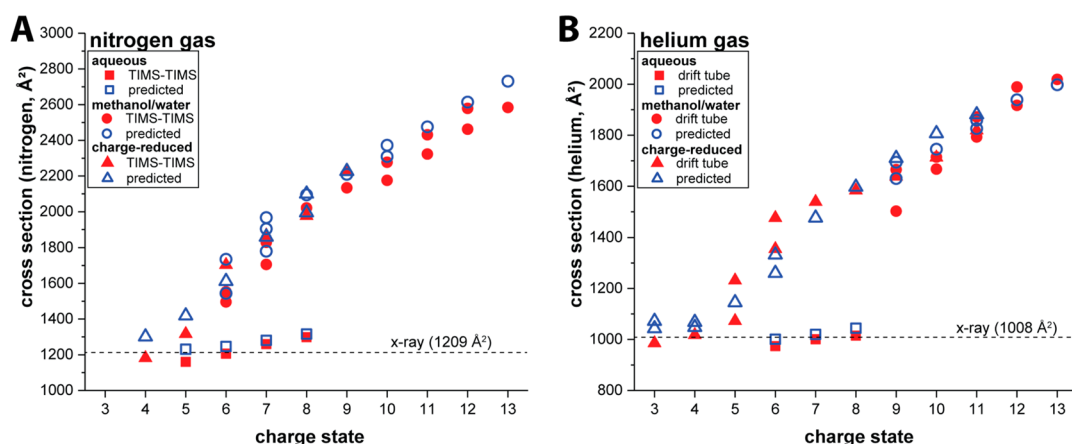 A
nitrogen gas
aqueous
TIMS-TIMS
predicted
methanol/water
TIMS-TIMS
predicted
charge-reduced
TIMS-TIMS
predicted
cross section (nitrogen, Å²)
3000
2800
2600
2400
2200
2000
1800
1600
1400
1200
1000
x-ray (1209 Å²)
3 4 5 6 7 8 9 10 11 12 13
charge state
B
helium gas
aqueous
drift tube
predicted
methanol/water
drift tube
predicted
charge-reduced
drift tube
predicted
cross section (helium, Å²)
2200
2000
1800
1600
1400
1200
1000
800
x-ray (1008 Å²)
3 4 5 6 7 8 9 10 11 12 13
charge state